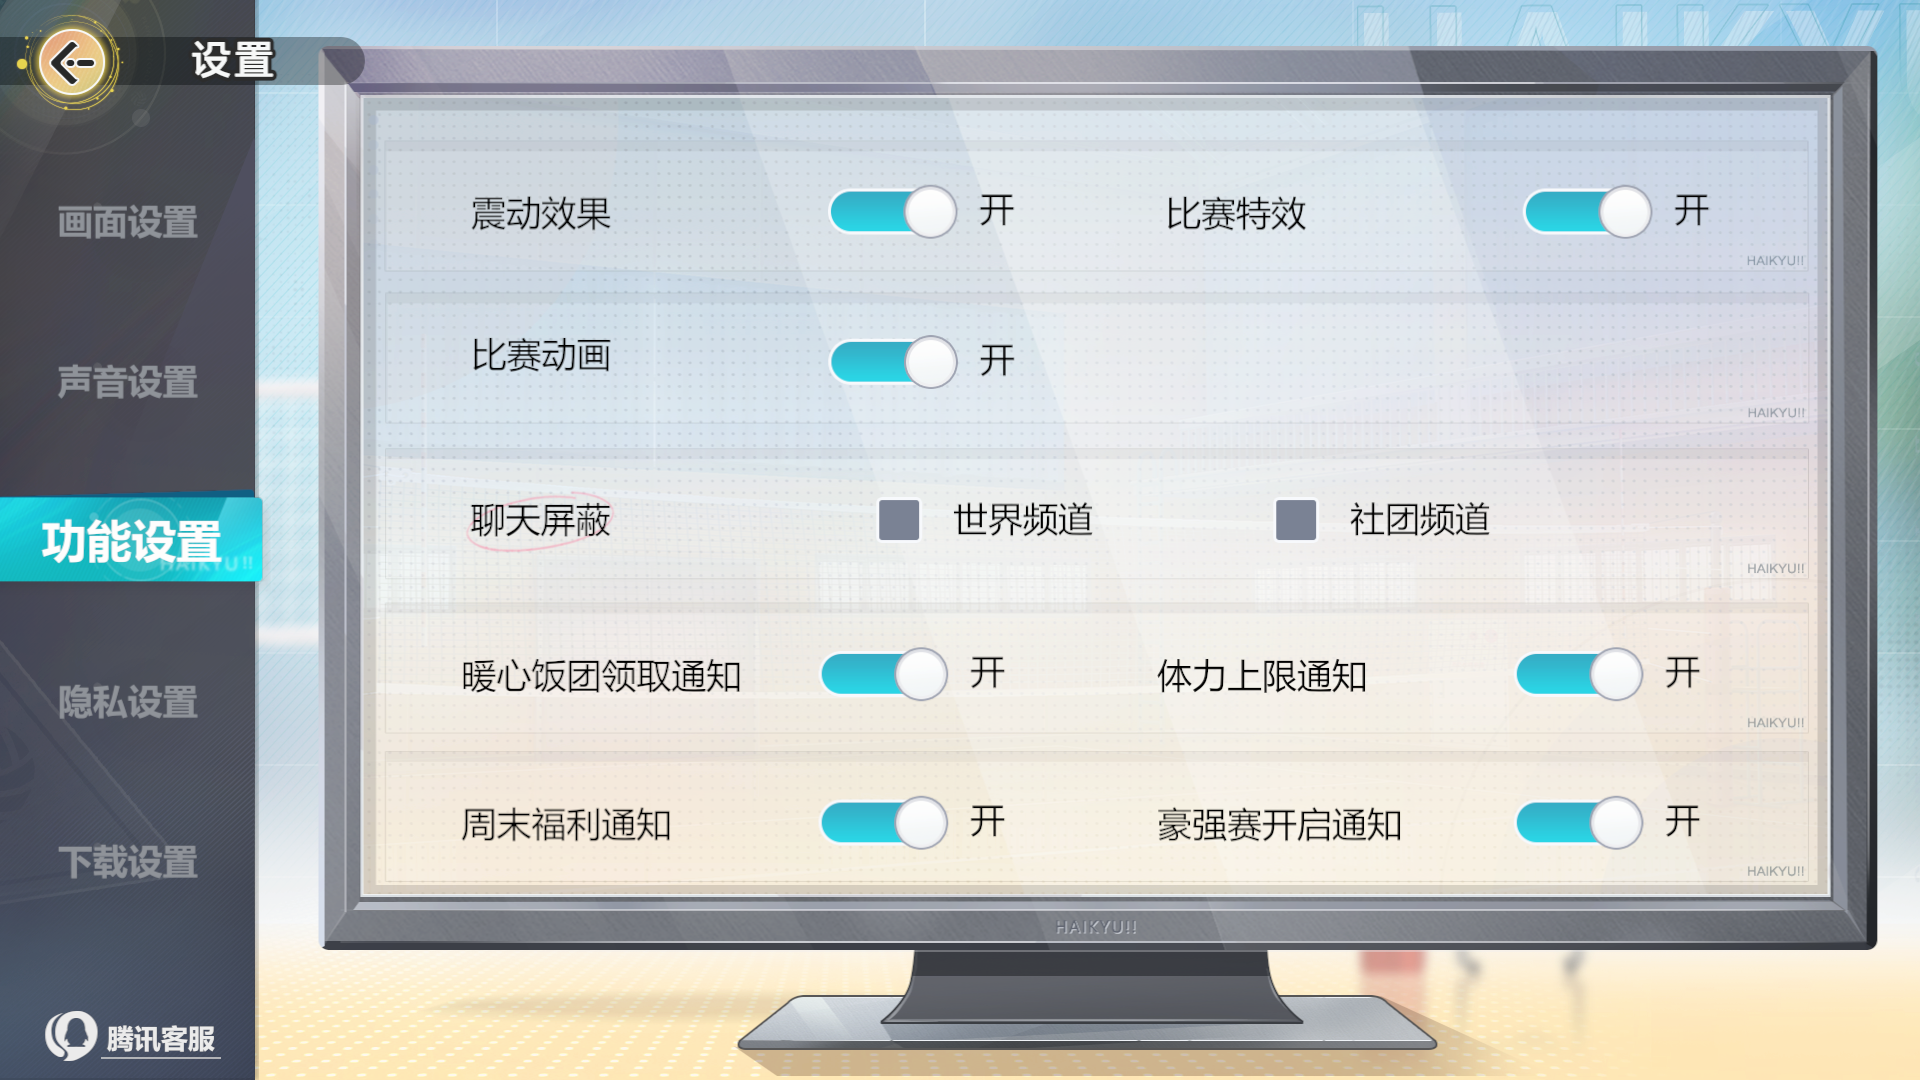 设置
画面设置
声音设置
功能设置
HAIKYU!!
隐私设置
下载设置
腾讯客服
HAIKYU
震动效果 开 比赛特效 开
HAIKYU!!
比赛动画 开
HAIKYU!!
聊天屏蔽 世界频道 社团频道
HAIKYU!!
暖心饭团领取通知 开 体力上限通知 开
HAIKYU!!
周末福利通知 开 豪强赛开启通知 开
HAIKYU!!
HAIKYU!!